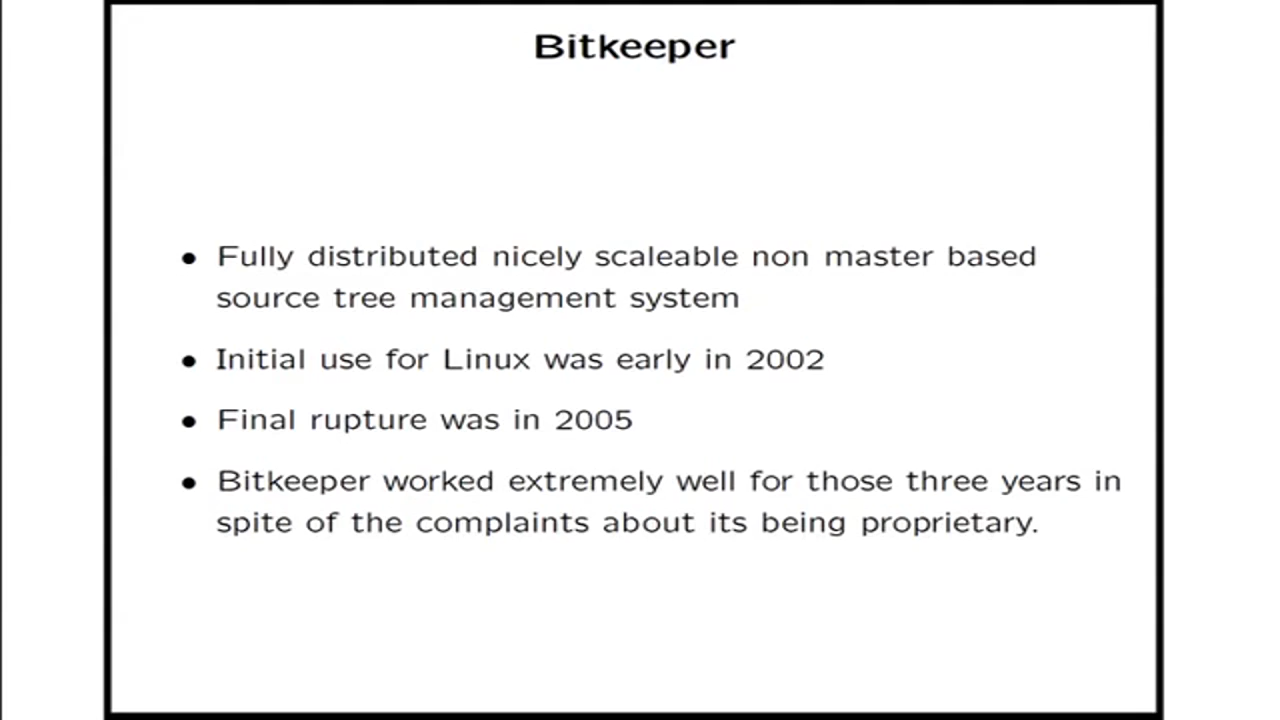 Bitkeeper
• Fully distributed nicely scaleable non master based
source tree management system
• Initial use for Linux was early in 2002
• Final rupture was in 2005
• Bitkeeper worked extremely well for those three years in
spite of the complaints about its being proprietary.